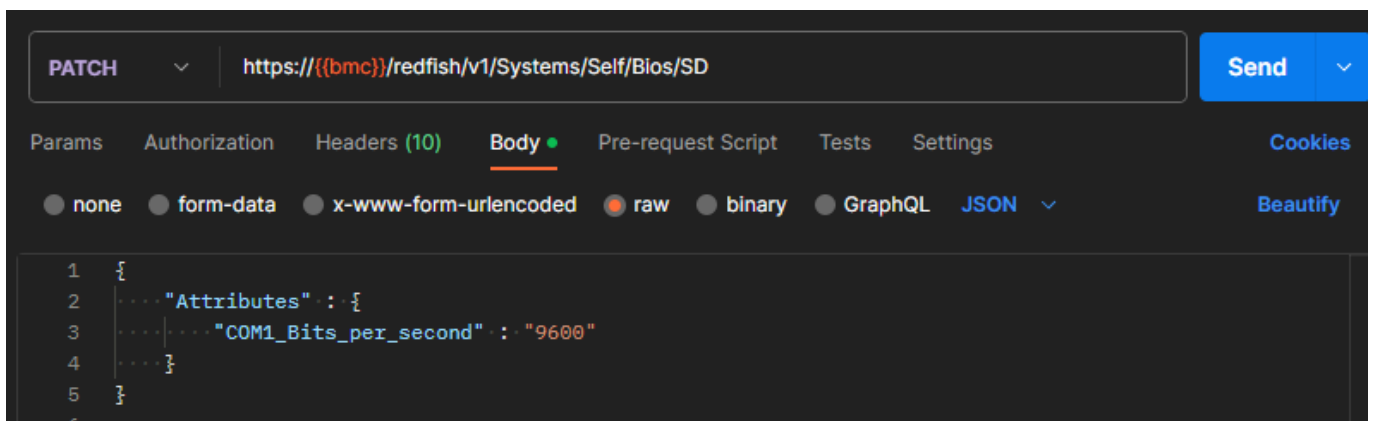 PATCH https://{{bmc}}/redfish/v1/Systems/Self/Bios/SD Send
Params Authorization Headers (10) Body Pre-request Script Tests Settings Cookies
none form-data x-www-form-urlencoded raw binary GraphQL JSON Beautify
1 {
2 "Attributes" : {
3 "COM1_Bits_per_second" : "9600"
4 }
5 }